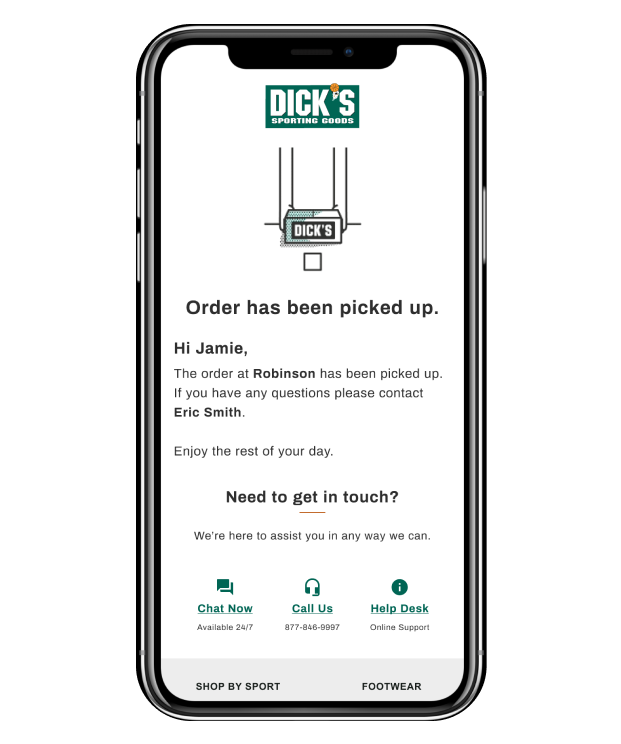 DICK'S
SPORTING GOODS
DICK'S
Order has been picked up.
Hi Jamie,
The order at Robinson has been picked up.
If you have any questions please contact
Eric Smith.
Enjoy the rest of your day.
Need to get in touch?
We're here to assist you in any way we can.
Chat Now Call Us Help Desk
Available 24/7 877-846-9997 Online Support
SHOP BY SPORT FOOTWEAR